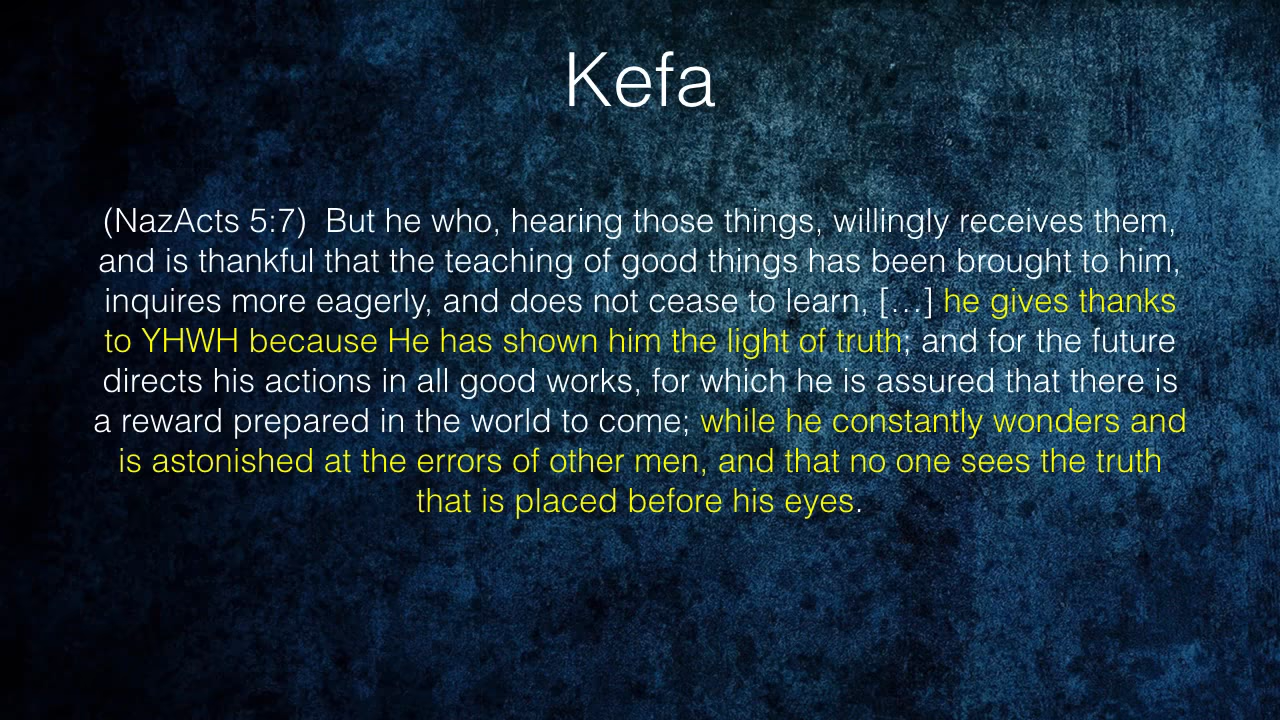 Kefa
(NazActs 5:7)  But he who, hearing those things, willingly receives them,
and is thankful that the teaching of good things has been brought to him,
inquires more eagerly, and does not cease to learn, […] he gives thanks
to YHWH because He has shown him the light of truth; and for the future
directs his actions in all good works, for which he is assured that there is
a reward prepared in the world to come; while he constantly wonders and
is astonished at the errors of other men, and that no one sees the truth
that is placed before his eyes.